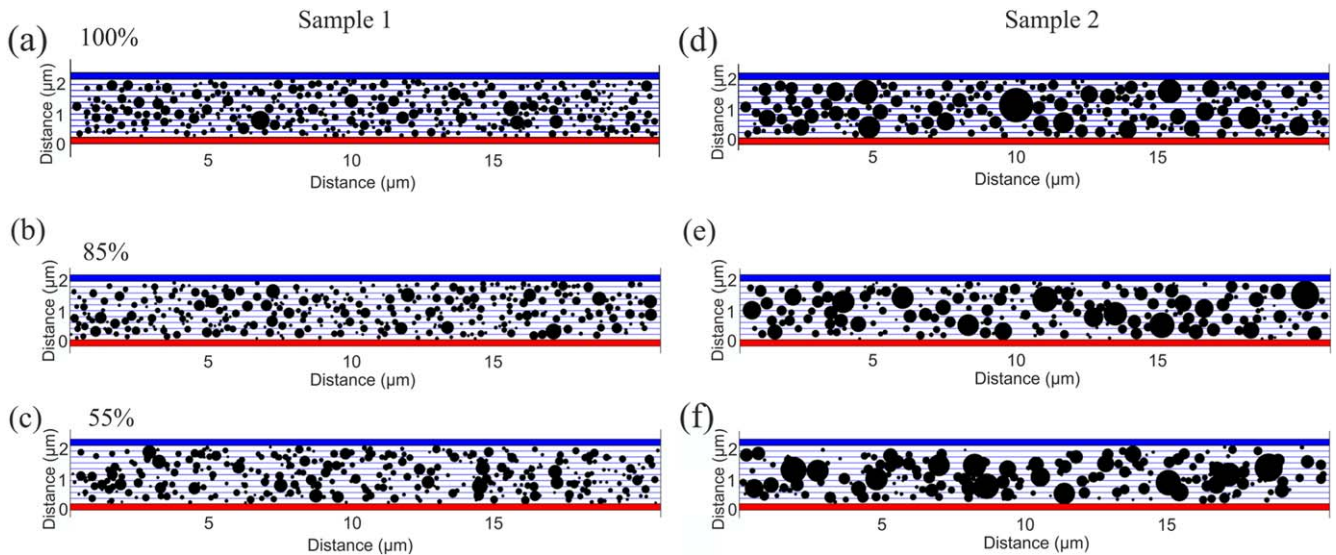 Sample 1
(a) 100%
Distance (µm)
2
1
0
5 10 15
Distance (µm)
(b) 85%
Distance (µm)
2
1
0
5 10 15
Distance (µm)
(c) 55%
Distance (µm)
2
1
0
5 10 15
Distance (µm)
Sample 2
(d)
Distance (µm)
2
1
0
5 10 15
Distance (µm)
(e)
Distance (µm)
2
1
0
5 10 15
Distance (µm)
(f)
Distance (µm)
2
1
0
5 10 15
Distance (µm)